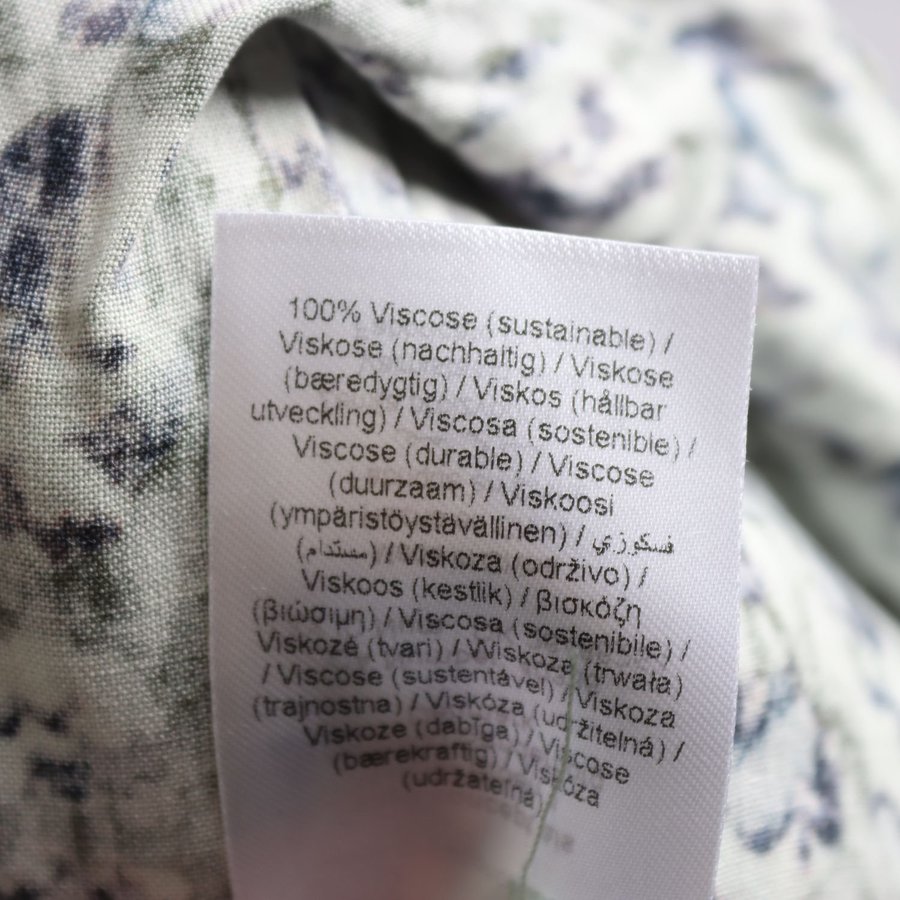 100% Viscose (sustainable) /
Viskose (nachhaltig) / Viskose
(bæredygtig) / Viskos (hållbar
utveckling) / Viscosa (sostenible) /
Viscose (durable) / Viscose
(duurzaam) / Viskoosi
(ympäristöystävällinen) / فسكوزي
(مستدام) / Viskoza (održivo) /
Viskoos (kestlik) / βισκόζη
(βιώσιμη) / Viscosa (sostenibile) /
Viskozė (tvari) / Wiskoza (trwała)
/ Viscose (sustentável) / Viskoza
(trajnostna) / Viskóza (udržitelná) /
Viskoze (dabīga) / Viscose
(bærekraftig) / Viskóza
(udržateľná)